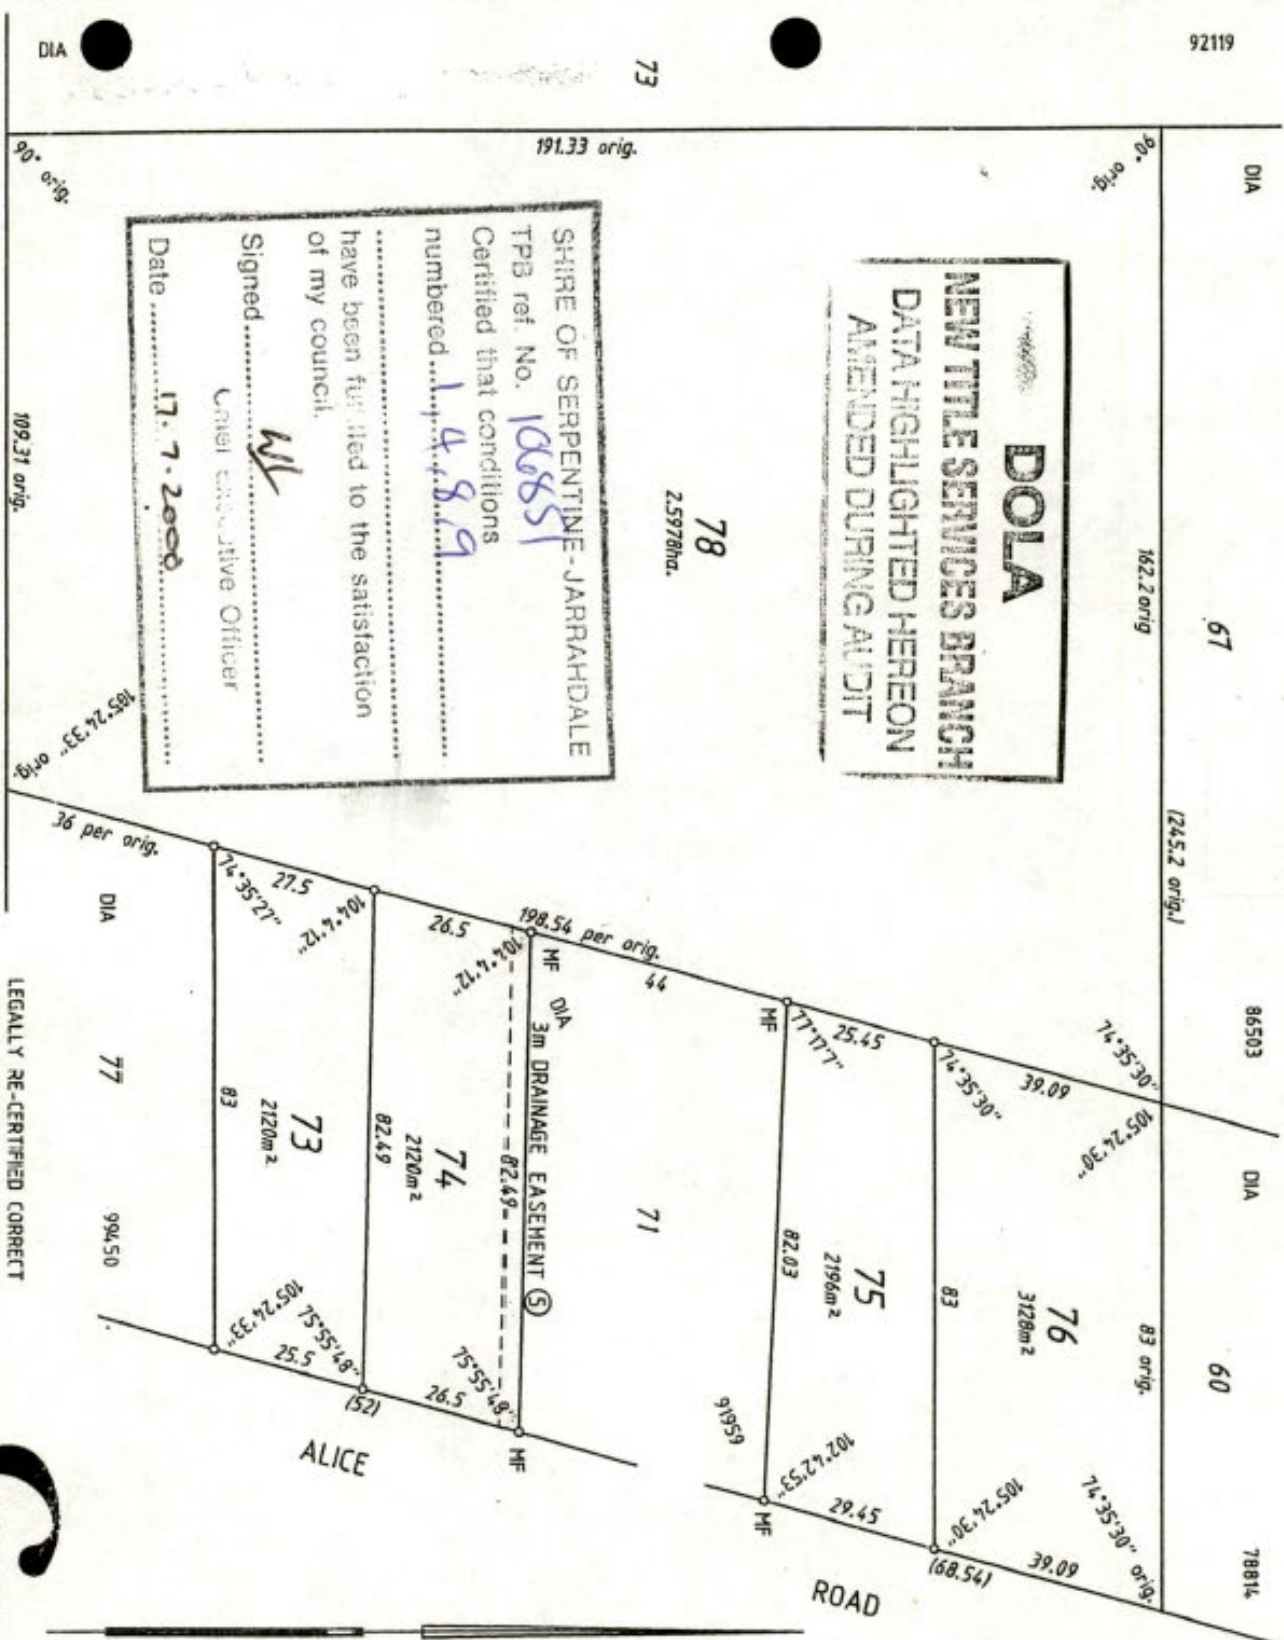 92119
DIA
73
DIA
191.33 orig.
90° orig.
90° orig.
162.2 orig
(245.2 orig.)
67
DIA
86503
DIA
60
78814
DOLA
NEW TITLE SERVICES BRANCH
DATA HIGHLIGHTED HEREON
AMENDED DURING AUDIT
78
2.5978ha.
SHIRE OF SERPENTINE-JARRAHDALE
TPB ref. No. 106851
Certified that conditions
numbered 1, 4, 8, 9
have been fu filled to the satisfaction
of my council.
Signed
Executive Officer
Date 17.7.2000
109.31 orig.
105°24'33" orig.
36 per orig.
198.54 per orig.
74°35'30"
105°24'30"
39.09
83 orig.
74°35'30" orig.
76
3128m²
74°35'30"
83
105°24'30"
39.09
(68.54)
25.45
75
2196m²
29.45
77°17'7"
82.03
102°42'53"
MF
MF
91959
44
71
MF
DIA
3m DRAINAGE EASEMENT (5)
82.49
MF
104°4'12"
75°55'48"
26.5
74
2120m²
26.5
(52)
104°4'12"
82.49
75°55'48"
27.5
73
2120m²
25.5
74°35'27"
83
105°24'33"
DIA
77
99450
ALICE
ROAD
LEGALLY RE-CERTIFIED CORRECT